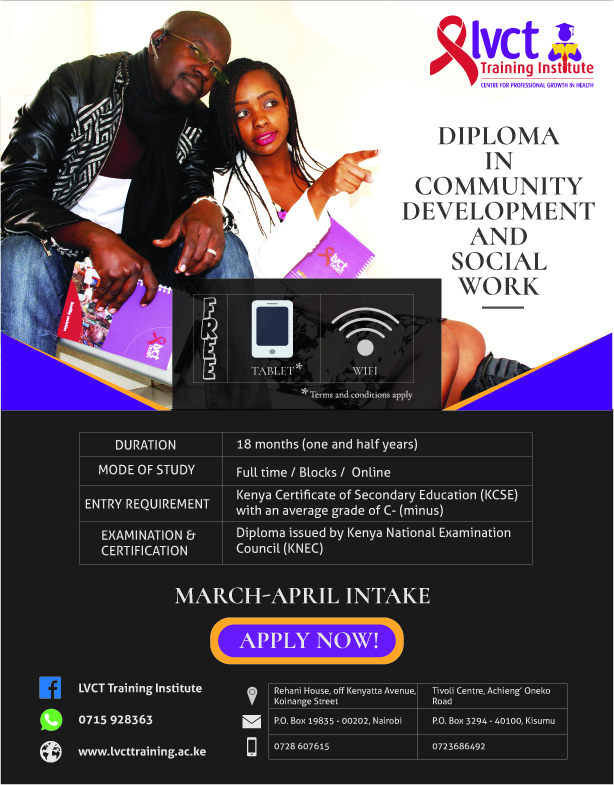 lvct
Training Institute
CENTRE FOR PROFESSIONAL GROWTH IN HEALTH
DIPLOMA
IN
COMMUNITY
DEVELOPMENT
AND
SOCIAL
WORK
lvct
FREE
TABLET*
WIFI
*Terms and conditions apply
DURATION
18 months (one and half years)
MODE OF STUDY
Full time / Blocks / Online
ENTRY REQUIREMENT
Kenya Certificate of Secondary Education (KCSE)
with an average grade of C- (minus)
EXAMINATION &
CERTIFICATION
Diploma issued by Kenya National Examination
Council (KNEC)
MARCH-APRIL INTAKE
APPLY NOW!
LVCT Training Institute
0715 928363
www.lvcttraining.ac.ke
Rehani House, off Kenyatta Avenue,
Koinange Street
Tivoli Centre, Achieng’ Oneko
Road
P.O. Box 19835 - 00202, Nairobi
P.O. Box 3294 - 40100, Kisumu
0728 607615
0723686492